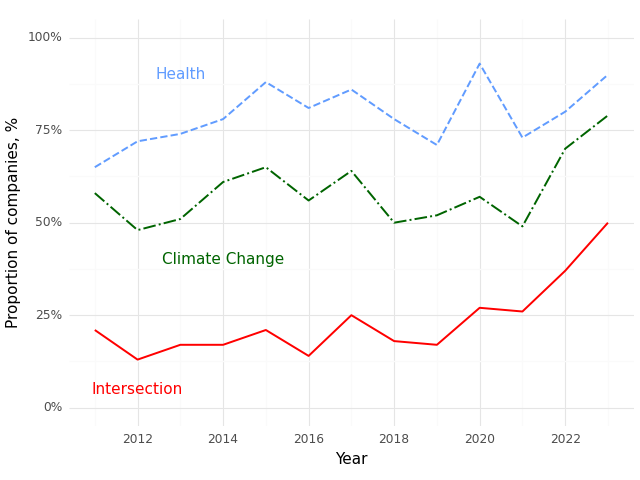 100%
Health
75%
50%
Climate Change
25%
Intersection
0%
2012 2014 2016 2018 2020 2022
Year
Proportion of companies, %